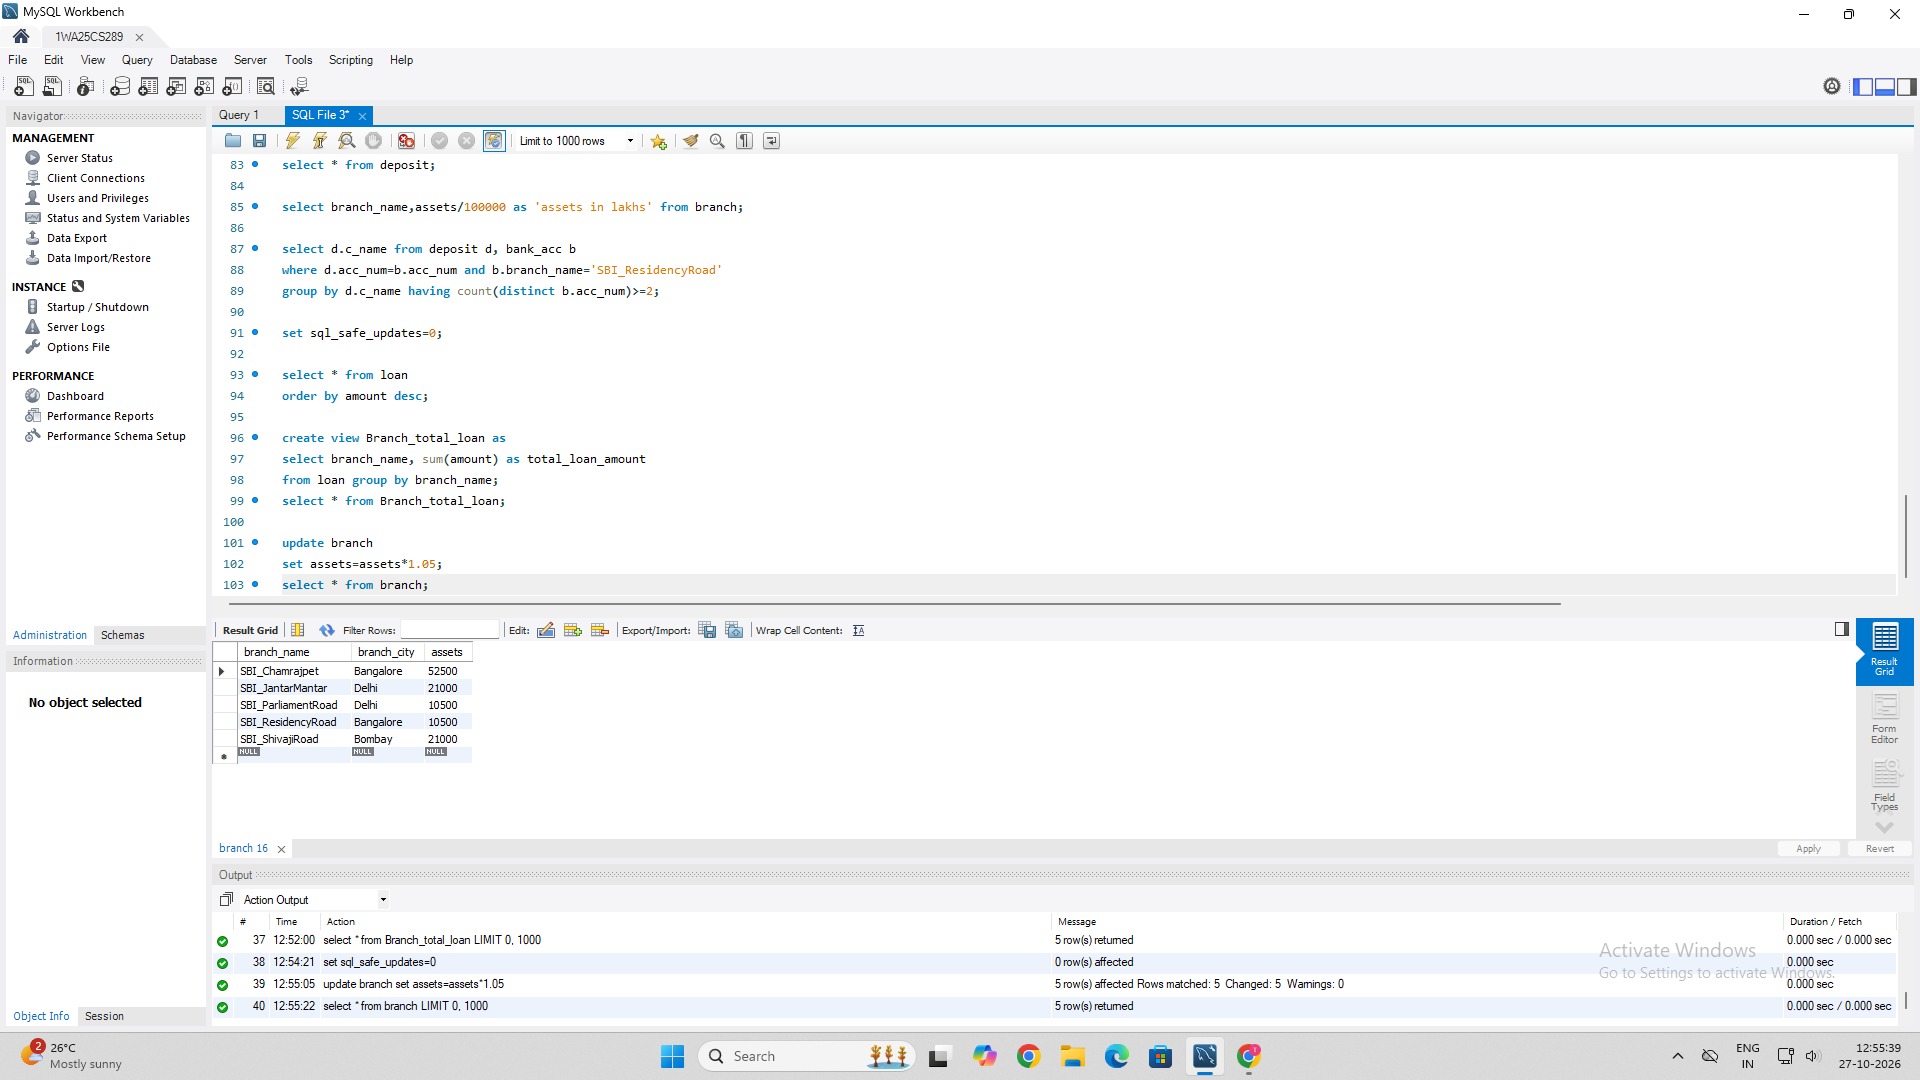 MySQL Workbench
1WA25CS289
File Edit View Query Database Server Tools Scripting Help
Navigator
MANAGEMENT
Server Status
Client Connections
Users and Privileges
Status and System Variables
Data Export
Data Import/Restore
INSTANCE
Startup / Shutdown
Server Logs
Options File
PERFORMANCE
Dashboard
Performance Reports
Performance Schema Setup
Administration Schemas
Information
No object selected
Object Info Session
Query 1 SQL File 3*
Limit to 1000 rows
83 select * from deposit;
84
85 select branch_name,assets/100000 as 'assets in lakhs' from branch;
86
87 select d.c_name from deposit d, bank_acc b
88 where d.acc_num=b.acc_num and b.branch_name='SBI_ResidencyRoad'
89 group by d.c_name having count(distinct b.acc_num)>=2;
90
91 set sql_safe_updates=0;
92
93 select * from loan
94 order by amount desc;
95
96 create view Branch_total_loan as
97 select branch_name, sum(amount) as total_loan_amount
98 from loan group by branch_name;
99 select * from Branch_total_loan;
100
101 update branch
102 set assets=assets*1.05;
103 select * from branch;
Result Grid Filter Rows: Edit: Export/Import: Wrap Cell Content:
branch_name branch_city assets
SBI_Chamrajpet Bangalore 52500
SBI_JantarMantar Delhi 21000
SBI_ParliamentRoad Delhi 10500
SBI_ResidencyRoad Bangalore 10500
SBI_ShivajiRoad Bombay 21000
NULL NULL NULL
Result
Grid
Form
Editor
Field
Types
branch 16
Apply Revert
Output
Action Output
# Time Action Message Duration / Fetch
37 12:52:00 select * from Branch_total_loan LIMIT 0, 1000 5 row(s) returned 0.000 sec / 0.000 sec
38 12:54:21 set sql_safe_updates=0 0 row(s) affected 0.000 sec
39 12:55:05 update branch set assets=assets*1.05 5 row(s) affected Rows matched: 5 Changed: 5 Warnings: 0 0.000 sec
40 12:55:22 select * from branch LIMIT 0, 1000 5 row(s) returned 0.000 sec / 0.000 sec
Activate Windows
Go to Settings to activate Windows.
2
26°C
Mostly sunny
Search
ENG
IN
12:55:39
27-10-2026